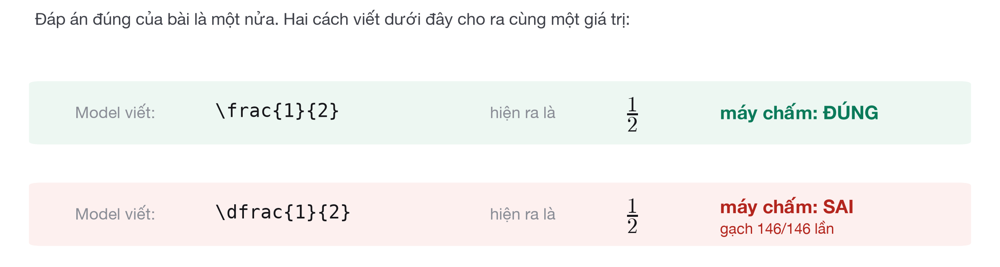 Đáp án đúng của bài là một nửa. Hai cách viết dưới đây cho ra cùng một giá trị:
Model viết: \frac{1}{2} hiện ra là 1/2 máy chấm: ĐÚNG
Model viết: \dfrac{1}{2} hiện ra là 1/2 máy chấm: SAI
gạch 146/146 lần